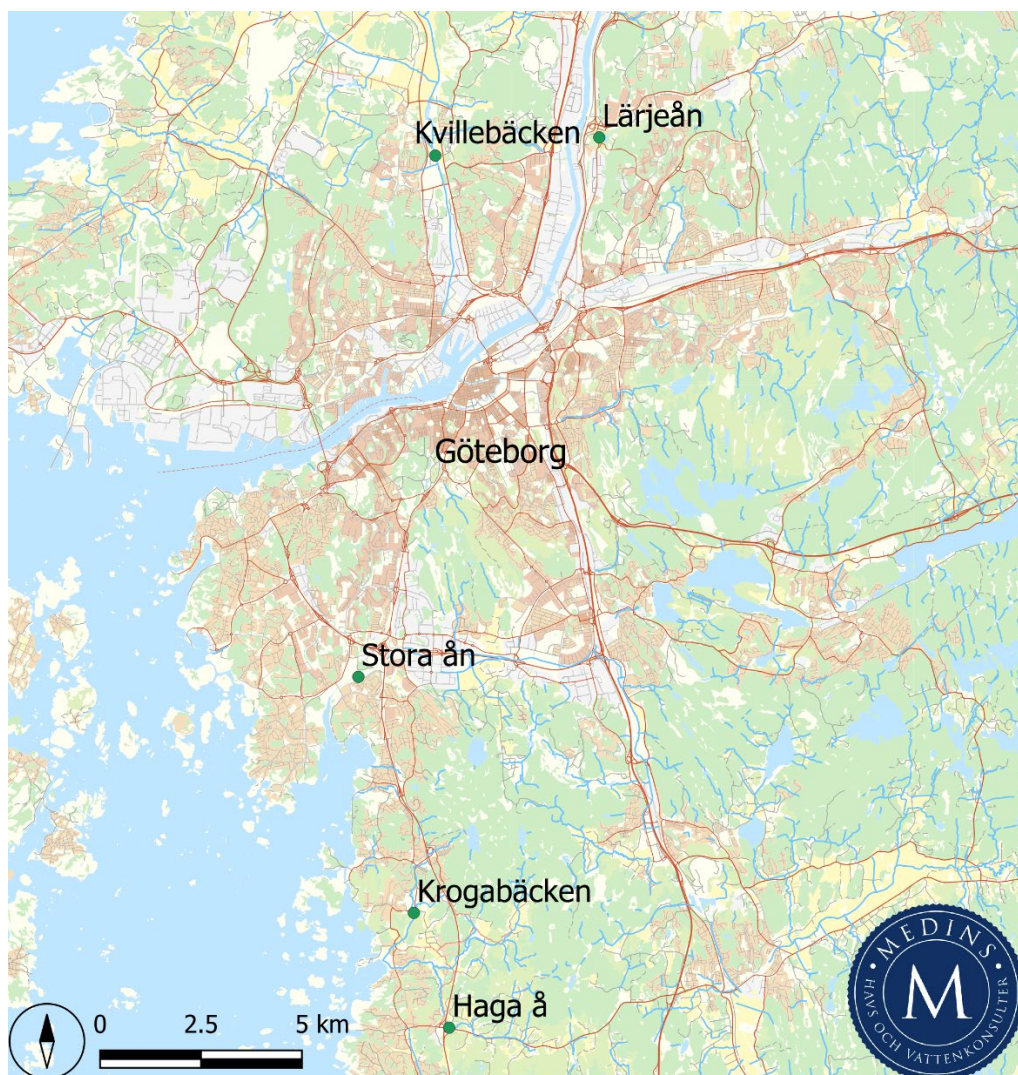 Lärjeån
Kvillebäcken
Göteborg
Stora ån
Krogabäcken
Haga å
0 2.5 5 km
• MEDINS •
M
HAVS OCH VATTENKONSULTER